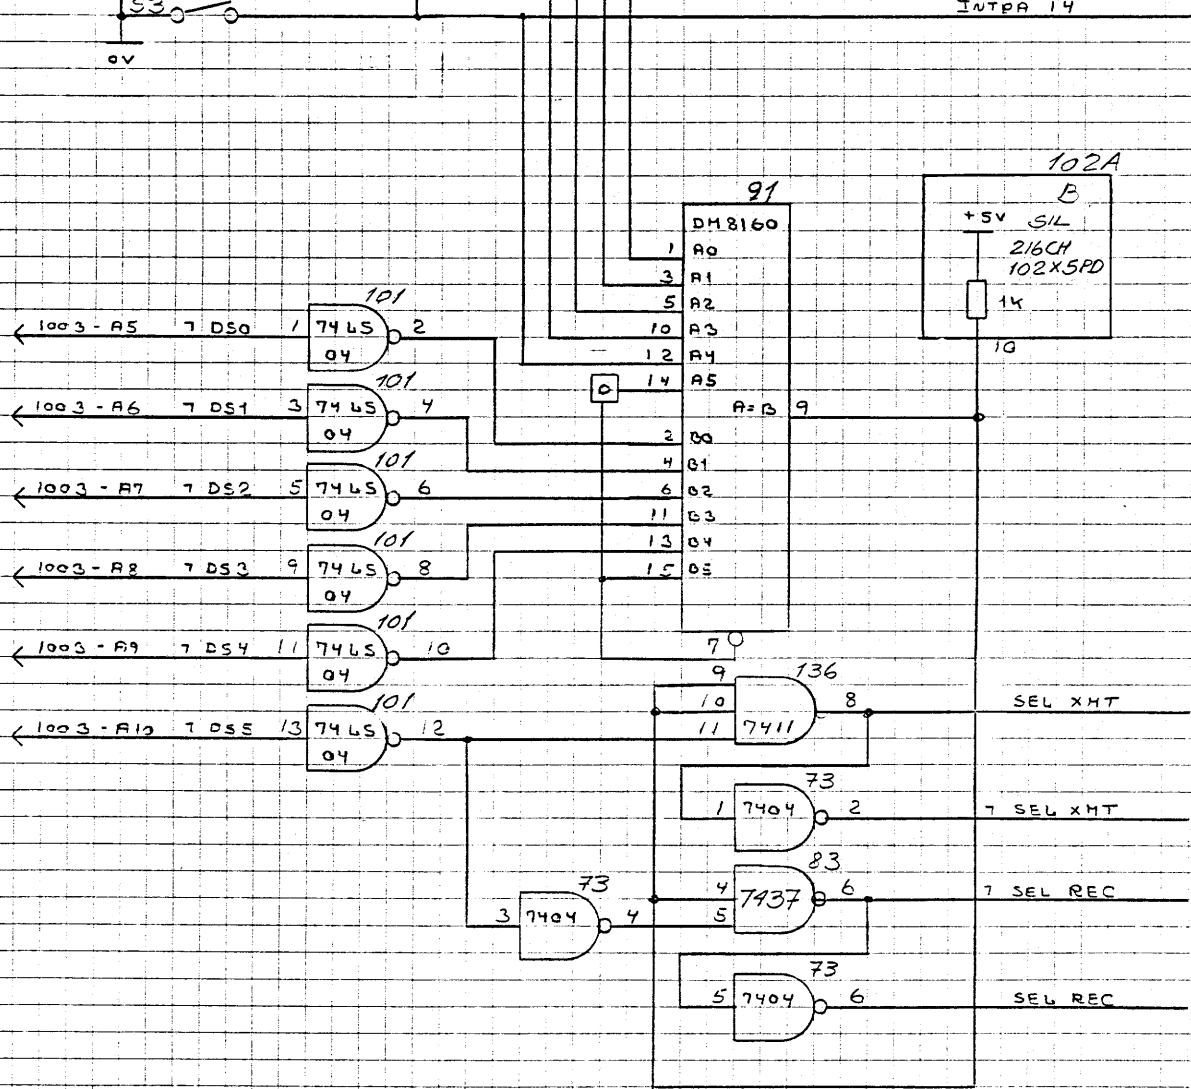 S3
INTRA 14
0V
102A
B
+5V SIL
216CH
102X5PD
1K
10
91
DM8160
1 A0
3 A1
5 A2
10 A3
12 A4
0 14 A5
A=B 9
2 B0
4 B1
6 B2
11 B3
13 B4
15 B5
7
101
1003-A5 7 DS0 1 74LS 2
04
101
1003-A6 7 DS1 3 74LS 4
04
101
1003-A7 7 DS2 5 74LS 6
04
101
1003-A8 7 DS3 9 74LS 8
04
101
1003-A9 7 DS4 11 74LS 10
04
101
1003-A10 7 DS5 13 74LS 12
04
136
9
10 8 SEL XMT
11 7411
73
1 7404 2 7 SEL XMT
83
4 7437 6 7 SEL REC
5
73
3 7404 4
73
5 7404 6 SEL REC